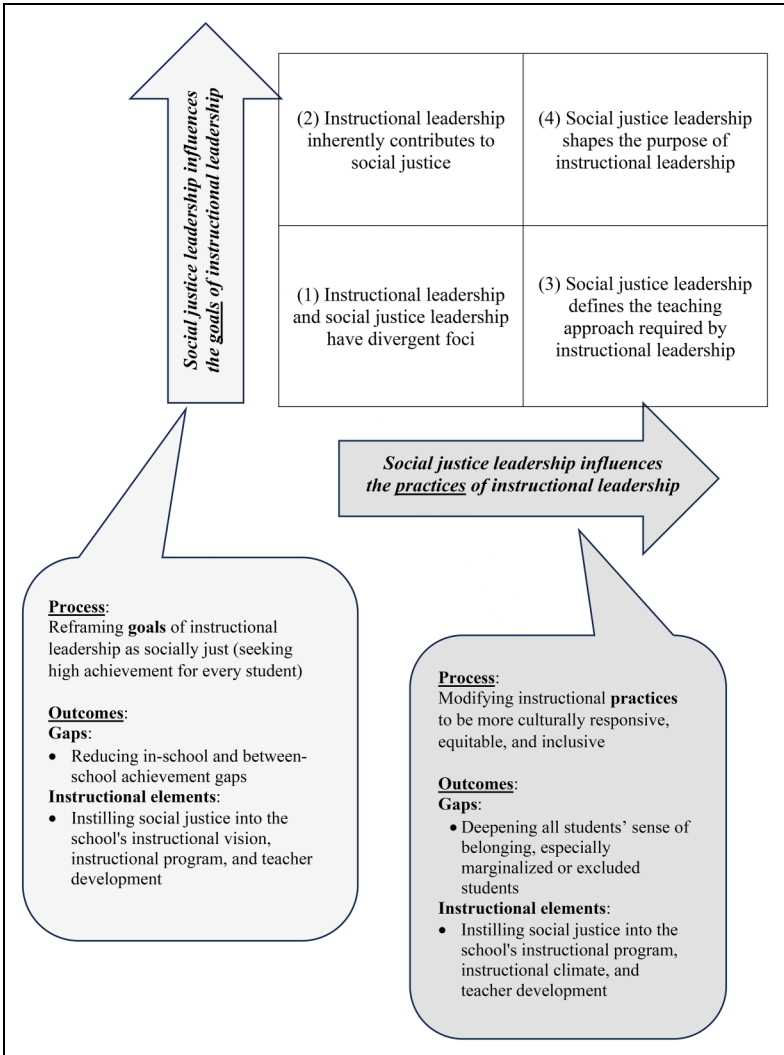 Social justice leadership influences
the goals of instructional leadership
(2) Instructional leadership
inherently contributes to
social justice
(4) Social justice leadership
shapes the purpose of
instructional leadership
(1) Instructional leadership
and social justice leadership
have divergent foci
(3) Social justice leadership
defines the teaching
approach required by
instructional leadership
Social justice leadership influences
the practices of instructional leadership
Process:
Reframing goals of instructional
leadership as socially just (seeking
high achievement for every student)
Outcomes:
Gaps:
• Reducing in-school and between-
school achievement gaps
Instructional elements:
• Instilling social justice into the
school's instructional vision,
instructional program, and teacher
development
Process:
Modifying instructional practices
to be more culturally responsive,
equitable, and inclusive
Outcomes:
Gaps:
• Deepening all students’ sense of
belonging, especially
marginalized or excluded
students
Instructional elements:
• Instilling social justice into the
school's instructional program,
instructional climate, and
teacher development